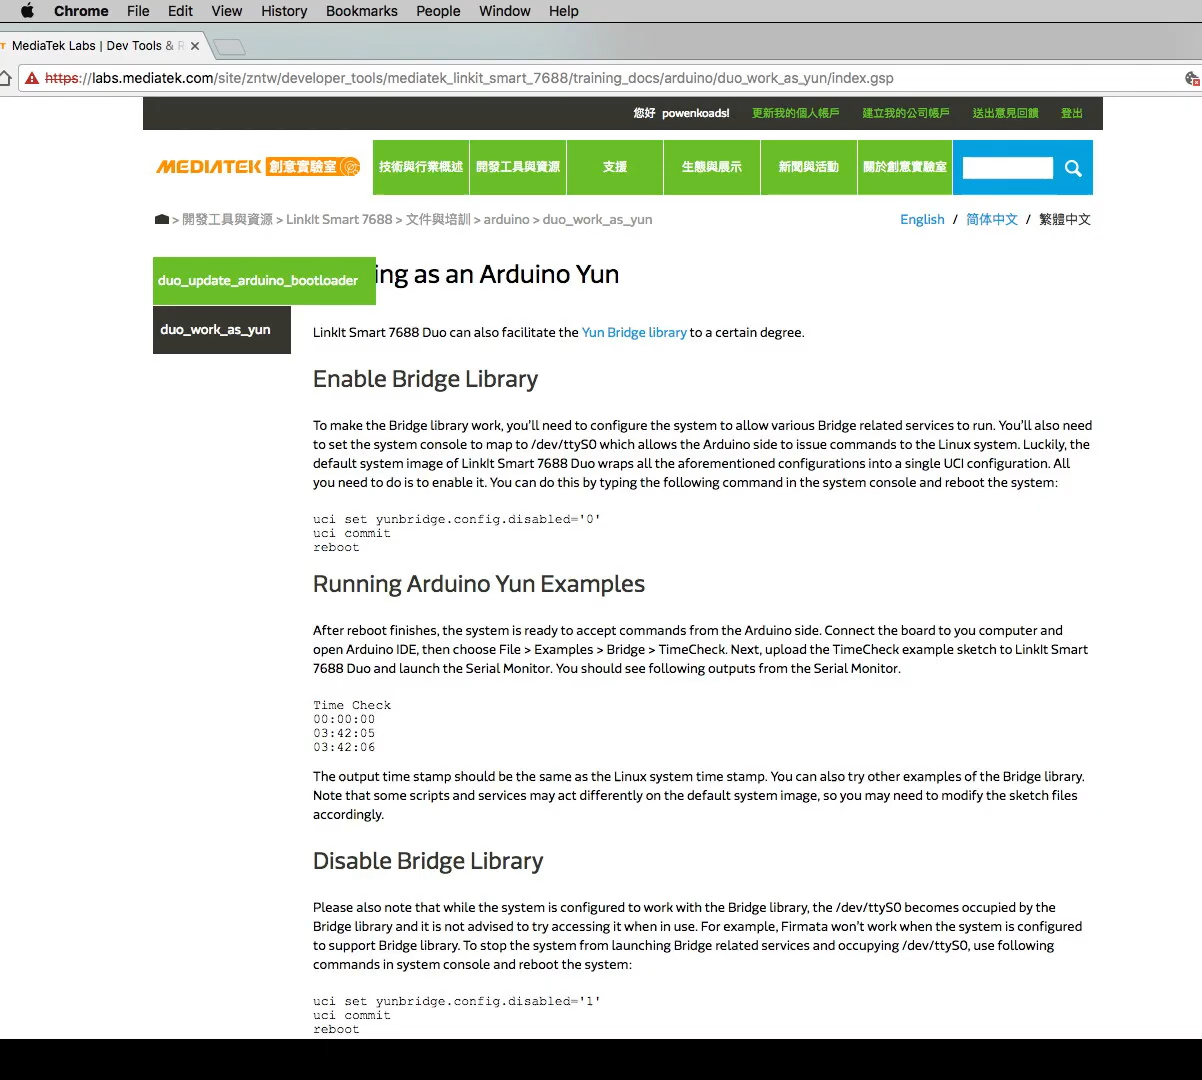 Chrome File Edit View History Bookmarks People Window Help
MediaTek Labs | Dev Tools &
https://labs.mediatek.com/site/zntw/developer_tools/mediatek_linkit_smart_7688/training_docs/arduino/duo_work_as_yun/index.gsp
您好 powenkoads! 更新我的個人帳戶 建立我的公司帳戶 送出意見回饋 登出
MEDIATEK 創意實驗室 技術與行業概述 開發工具與資源 支援 生態與展示 新聞與活動 關於創意實驗室
> 開發工具與資源 > LinkIt Smart 7688 > 文件與培訓 > arduino > duo_work_as_yun English / 简体中文 / 繁體中文
duo_update_arduino_bootloader
ing as an Arduino Yun
duo_work_as_yun
LinkIt Smart 7688 Duo can also facilitate the Yun Bridge library to a certain degree.
Enable Bridge Library
To make the Bridge library work, you'll need to configure the system to allow various Bridge related services to run. You'll also need
to set the system console to map to /dev/ttyS0 which allows the Arduino side to issue commands to the Linux system. Luckily, the
default system image of LinkIt Smart 7688 Duo wraps all the aforementioned configurations into a single UCI configuration. All
you need to do is to enable it. You can do this by typing the following command in the system console and reboot the system:
uci set yunbridge.config.disabled='0'
uci commit
reboot
Running Arduino Yun Examples
After reboot finishes, the system is ready to accept commands from the Arduino side. Connect the board to you computer and
open Arduino IDE, then choose File > Examples > Bridge > TimeCheck. Next, upload the TimeCheck example sketch to LinkIt Smart
7688 Duo and launch the Serial Monitor. You should see following outputs from the Serial Monitor.
Time Check
00:00:00
03:42:05
03:42:06
The output time stamp should be the same as the Linux system time stamp. You can also try other examples of the Bridge library.
Note that some scripts and services may act differently on the default system image, so you may need to modify the sketch files
accordingly.
Disable Bridge Library
Please also note that while the system is configured to work with the Bridge library, the /dev/ttyS0 becomes occupied by the
Bridge library and it is not advised to try accessing it when in use. For example, Firmata won't work when the system is configured
to support Bridge library. To stop the system from launching Bridge related services and occupying /dev/ttyS0, use following
commands in system console and reboot the system:
uci set yunbridge.config.disabled='1'
uci commit
reboot